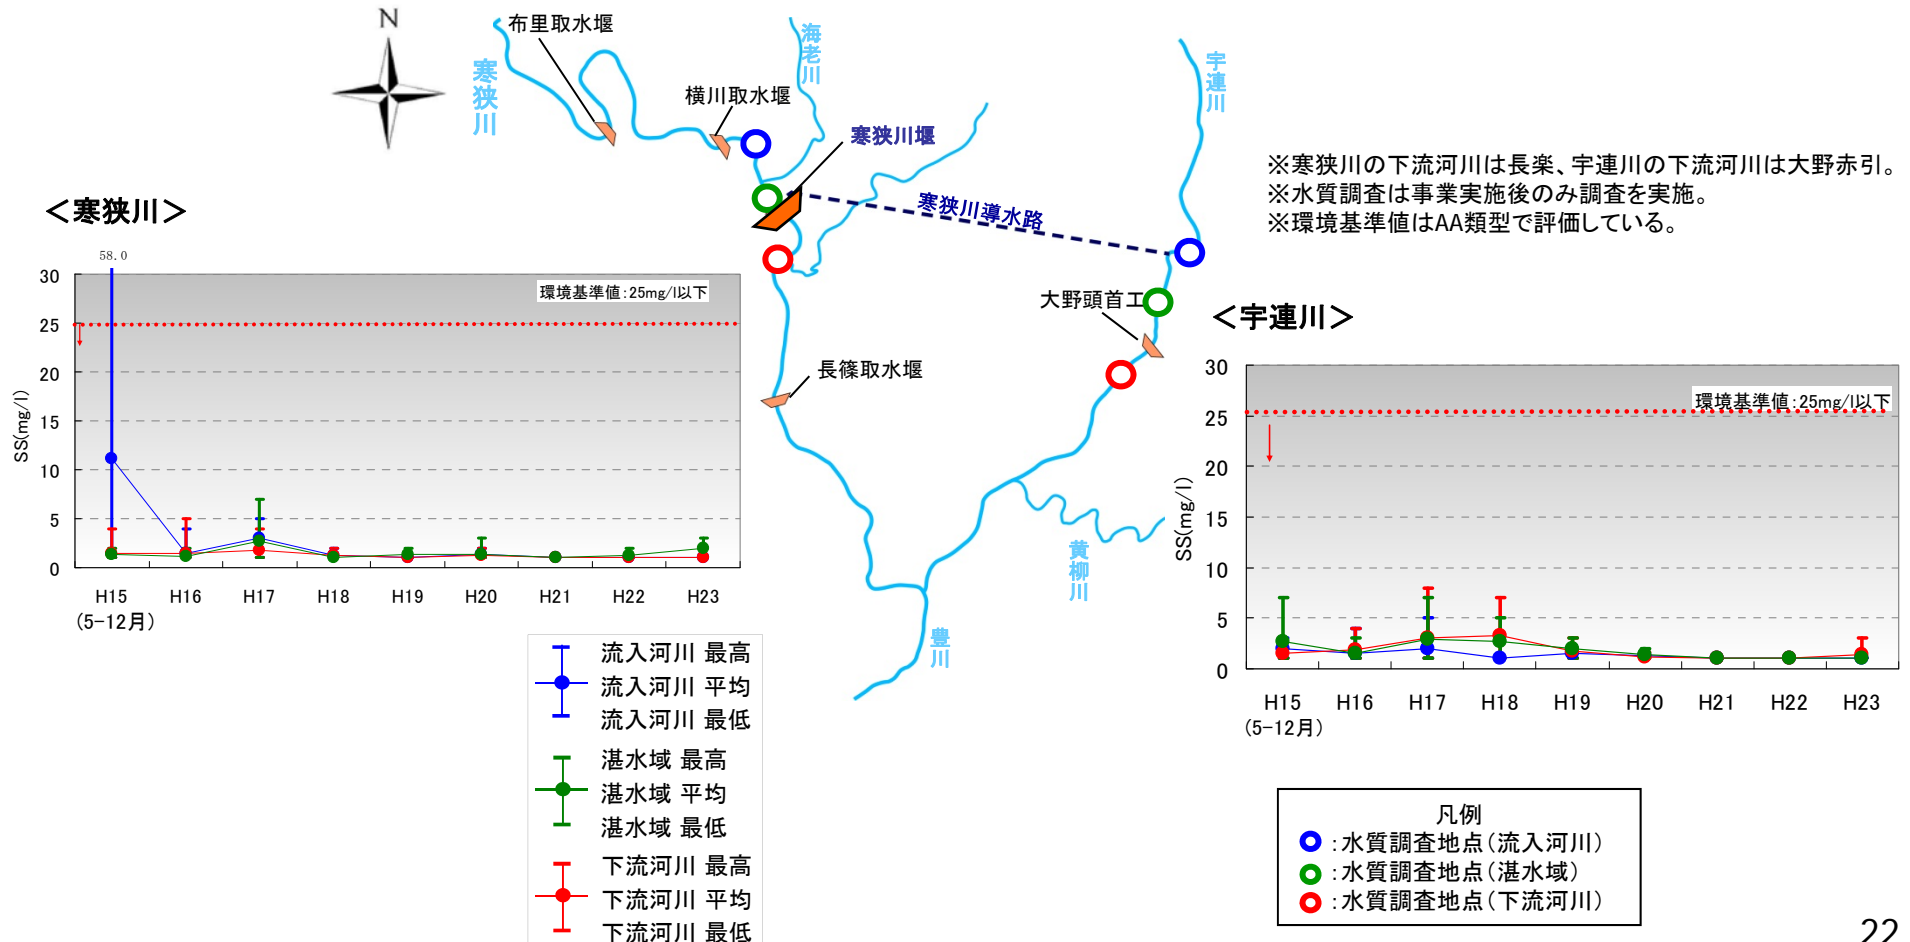 N
布里取水堰
寒狭川
海老川
宇連川
横川取水堰
寒狭川堰
寒狭川導水路
※寒狭川の下流河川は長楽、宇連川の下流河川は大野赤引。
※水質調査は事業実施後のみ調査を実施。
※環境基準値はAA類型で評価している。
＜寒狭川＞
58.0
30
25
20
15
10
5
0
SS(mg/l)
環境基準値：25mg/l以下
H15 H16 H17 H18 H19 H20 H21 H22 H23
(5-12月)
大野頭首工
長篠取水堰
黄柳川
豊川
＜宇連川＞
30
25
20
15
10
5
0
SS(mg/l)
環境基準値：25mg/l以下
H15 H16 H17 H18 H19 H20 H21 H22 H23
(5-12月)
流入河川 最高
流入河川 平均
流入河川 最低
湛水域 最高
湛水域 平均
湛水域 最低
下流河川 最高
下流河川 平均
下流河川 最低
凡例
：水質調査地点（流入河川）
：水質調査地点（湛水域）
：水質調査地点（下流河川）
22